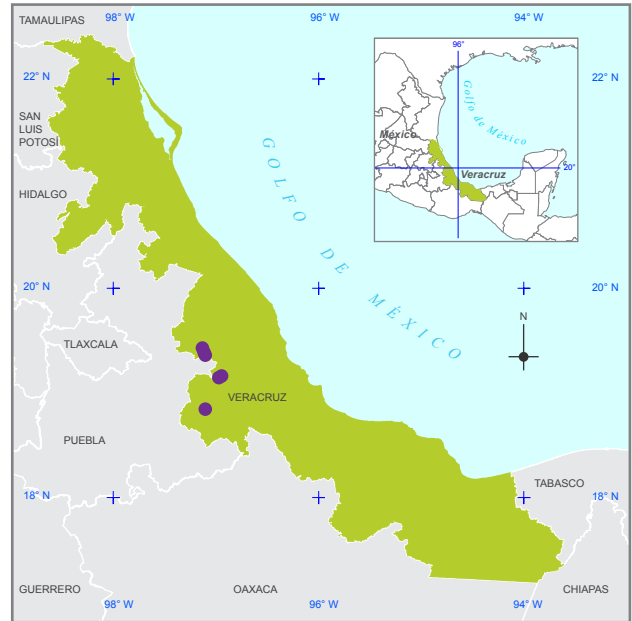 98° W
96° W
94° W
TAMAULIPAS
22° N
22° N
SAN
LUIS
POTOSÍ
HIDALGO
GOLFO DE MÉXICO
96°
Golfo de México
México
20°
Veracruz
20° N
20° N
N
TLAXCALA
VERACRUZ
PUEBLA
TABASCO
18° N
18° N
GUERRERO
OAXACA
CHIAPAS
98° W
96° W
94° W